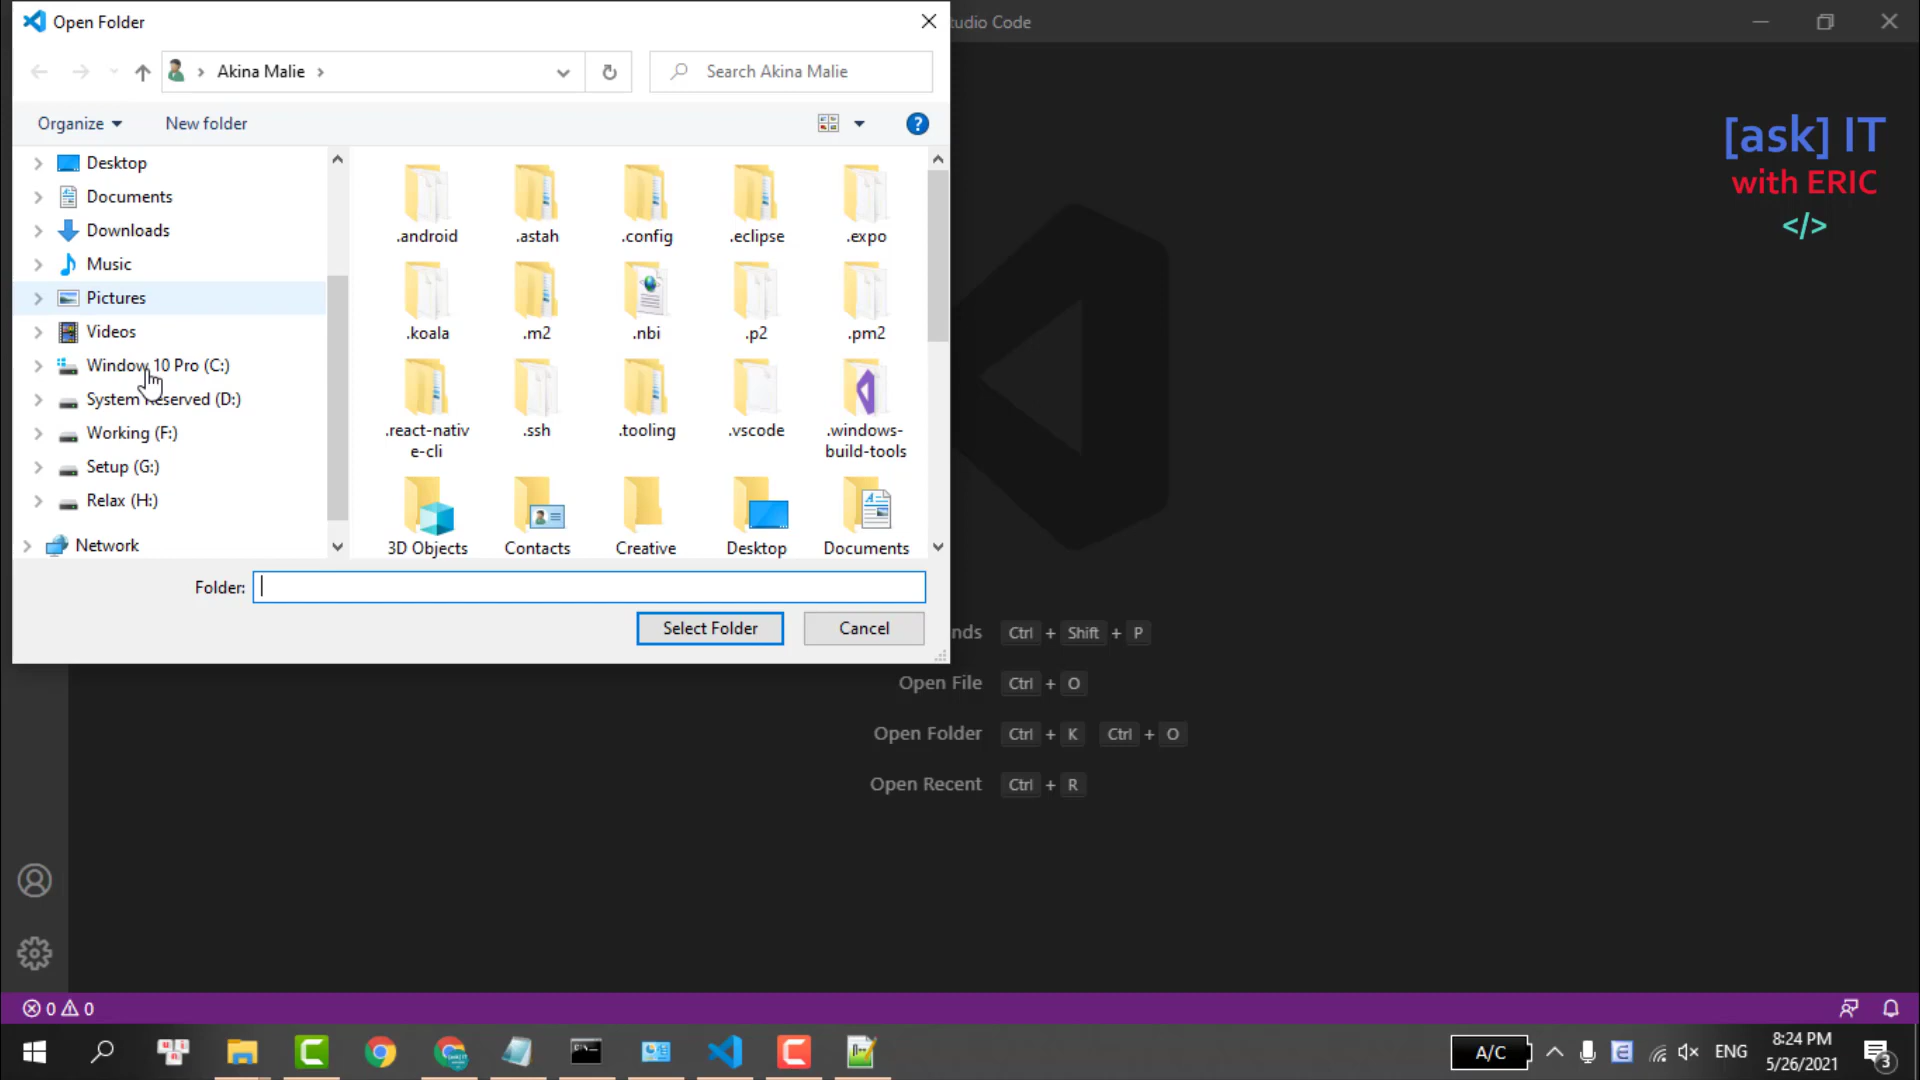 Open Folder
tudio Code
Akina Malie
Search Akina Malie
Organize
New folder
?
Desktop
Documents
Downloads
Music
Pictures
Videos
Window 10 Pro (C:)
System Reserved (D:)
Working (F:)
Setup (G:)
Relax (H:)
Network
.android
.astah
.config
.eclipse
.expo
.koala
.m2
.nbi
.p2
.pm2
.react-nativ
e-cli
.ssh
.tooling
.vscode
.windows-
build-tools
3D Objects
Contacts
Creative
Desktop
Documents
Folder:
Select Folder
Cancel
[ask] IT
with ERIC
</>
nds Ctrl + Shift + P
Open File Ctrl + O
Open Folder Ctrl + K Ctrl + O
Open Recent Ctrl + R
0 0
A/C
ENG
8:24 PM
5/26/2021
3